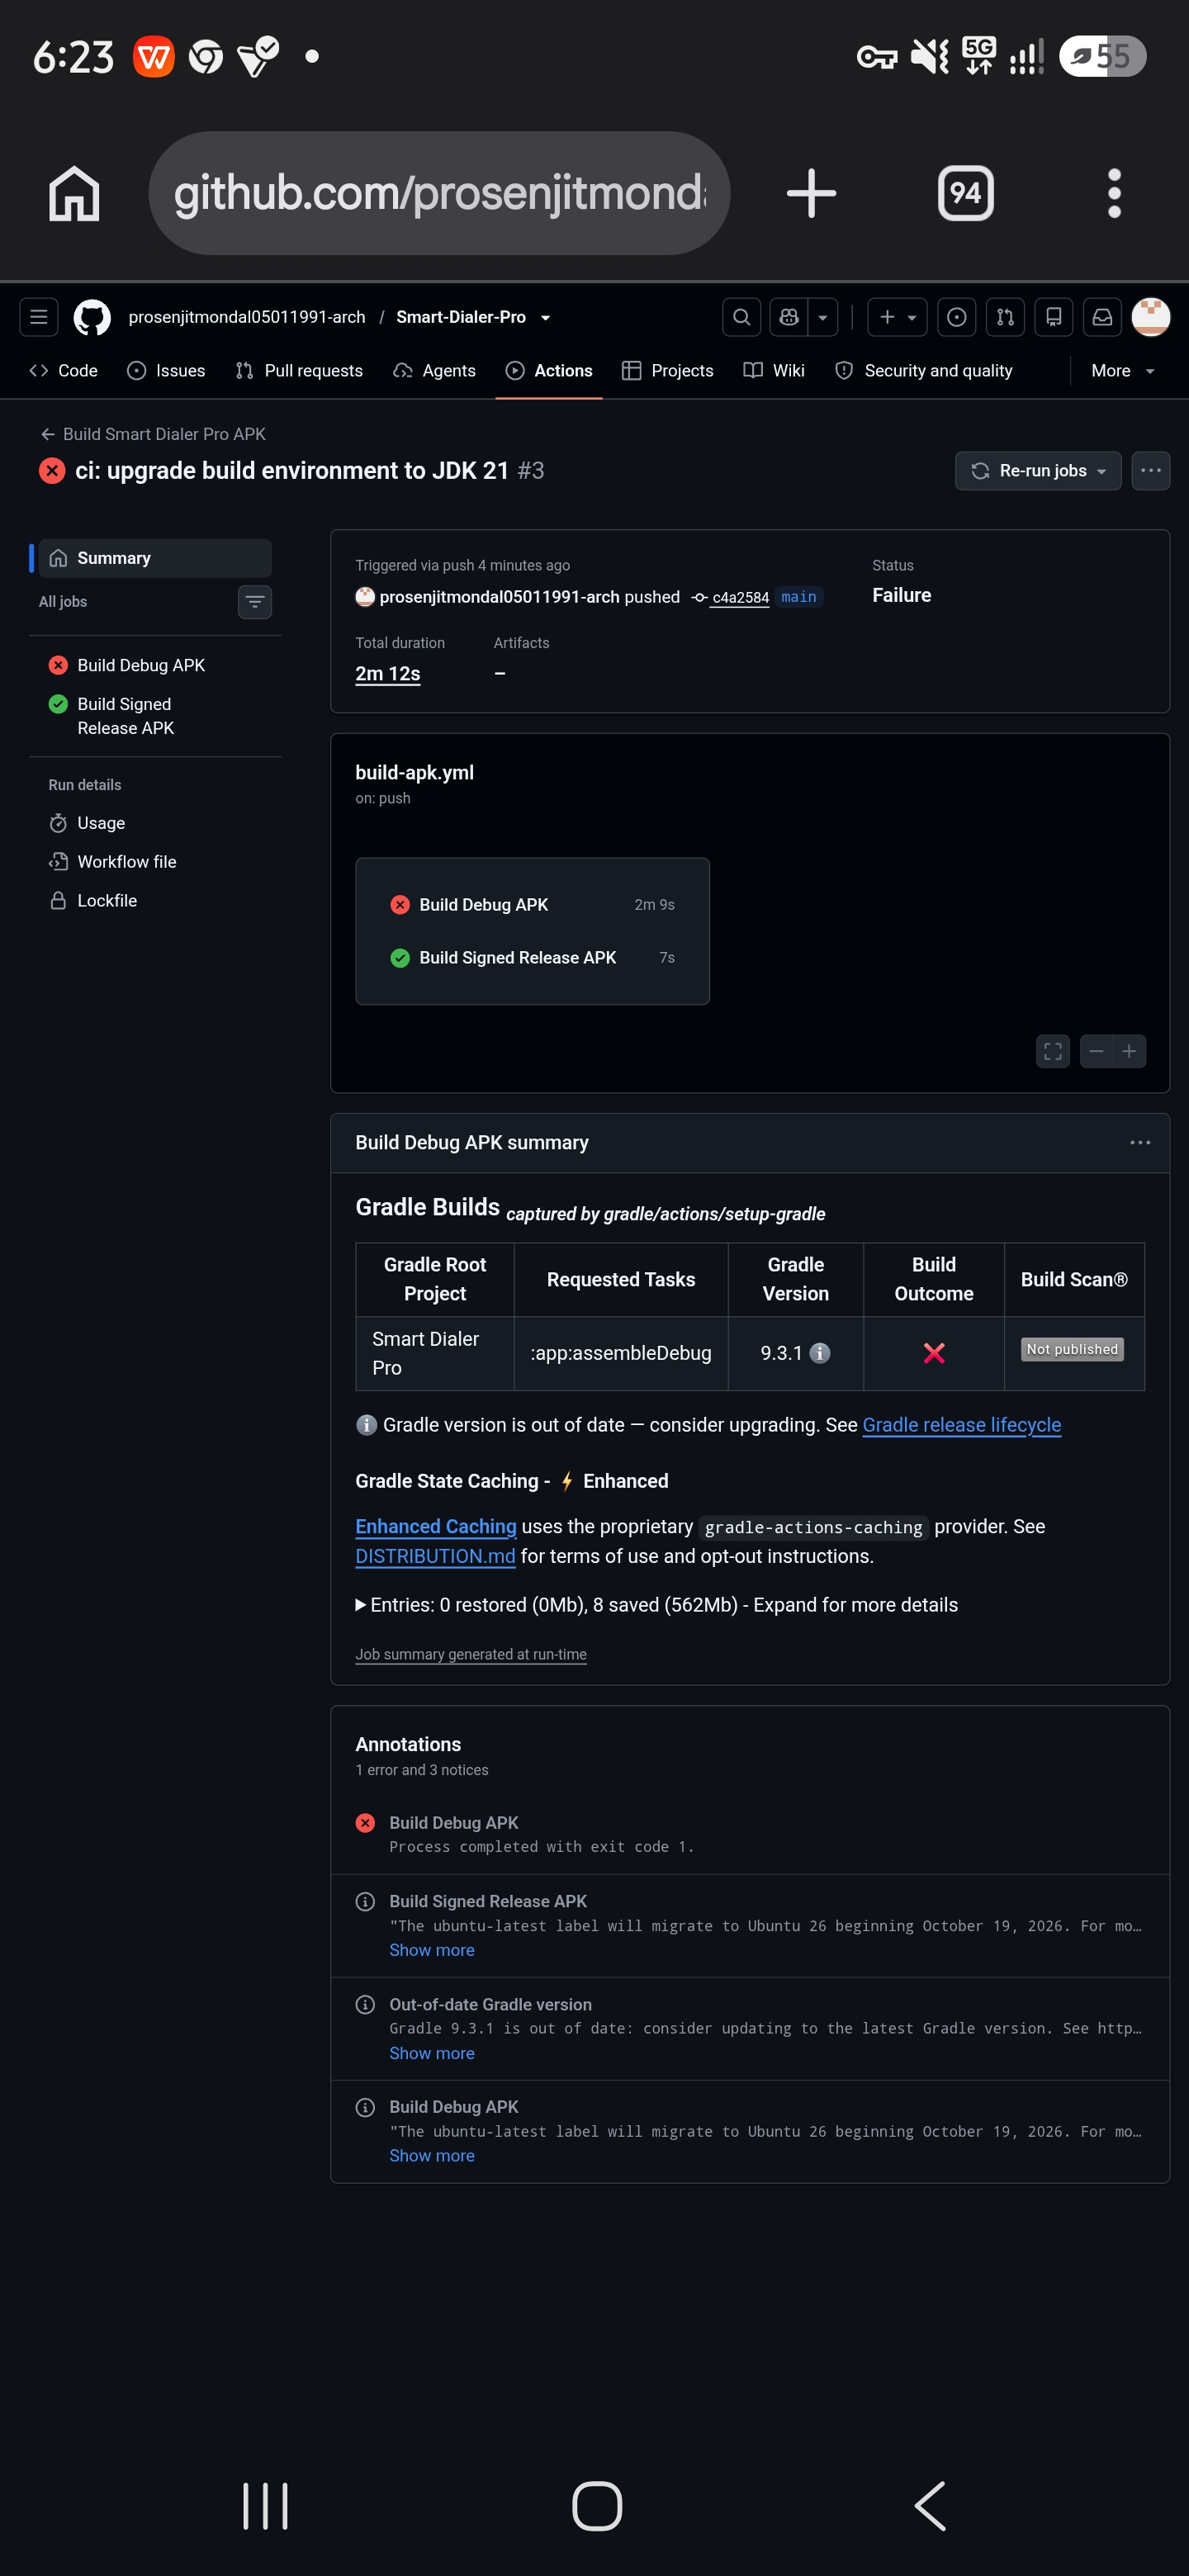 6:23
5G
55
github.com/prosenjitmonda
94
prosenjitmondal05011991-arch / Smart-Dialer-Pro
Code
Issues
Pull requests
Agents
Actions
Projects
Wiki
Security and quality
More
Build Smart Dialer Pro APK
ci: upgrade build environment to JDK 21 #3
Re-run jobs
Summary
All jobs
Build Debug APK
Build Signed
Release APK
Run details
Usage
Workflow file
Lockfile
Triggered via push 4 minutes ago
prosenjitmondal05011991-arch pushed c4a2584 main
Status
Failure
Total duration
2m 12s
Artifacts
–
build-apk.yml
on: push
Build Debug APK 2m 9s
Build Signed Release APK 7s
Build Debug APK summary
Gradle Builds captured by gradle/actions/setup-gradle
Gradle Root Project
Requested Tasks
Gradle Version
Build Outcome
Build Scan®
Smart Dialer Pro
:app:assembleDebug
9.3.1
Not published
Gradle version is out of date — consider upgrading. See Gradle release lifecycle
Gradle State Caching - ⚡ Enhanced
Enhanced Caching uses the proprietary gradle-actions-caching provider. See
DISTRIBUTION.md for terms of use and opt-out instructions.
Entries: 0 restored (0Mb), 8 saved (562Mb) - Expand for more details
Job summary generated at run-time
Annotations
1 error and 3 notices
Build Debug APK
Process completed with exit code 1.
Build Signed Release APK
"The ubuntu-latest label will migrate to Ubuntu 26 beginning October 19, 2026. For mo…
Show more
Out-of-date Gradle version
Gradle 9.3.1 is out of date: consider updating to the latest Gradle version. See http…
Show more
Build Debug APK
"The ubuntu-latest label will migrate to Ubuntu 26 beginning October 19, 2026. For mo…
Show more